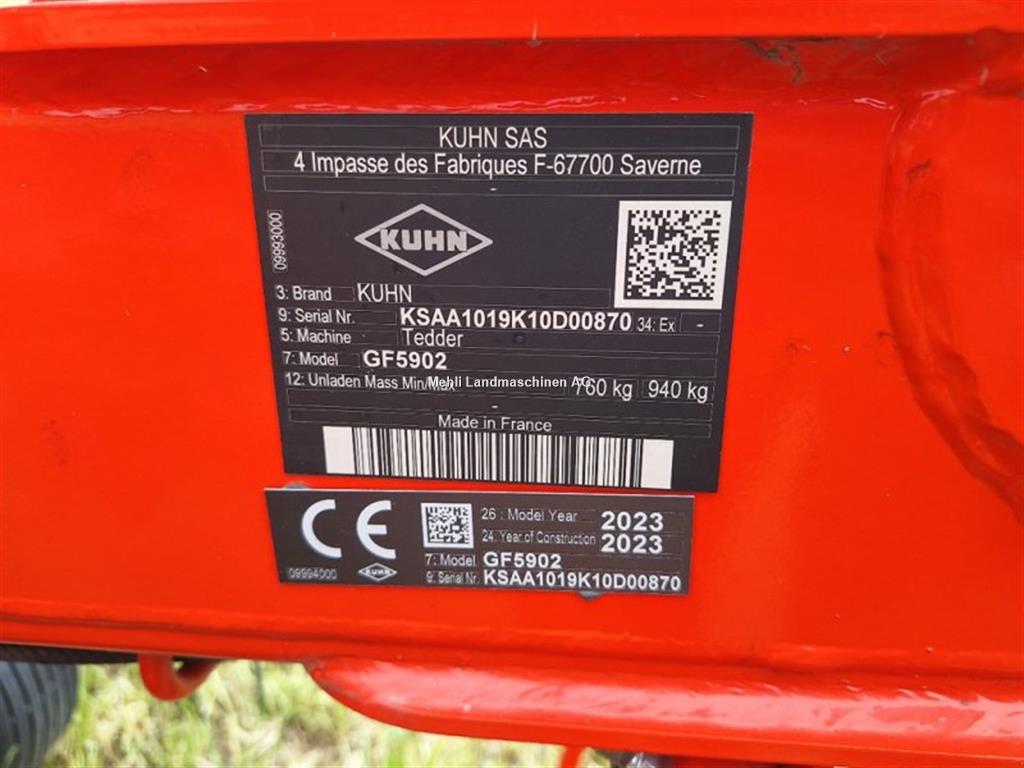 KUHN SAS
4 Impasse des Fabriques F-67700 Saverne
-
09993000
KUHN
3: Brand KUHN
9: Serial Nr. KSAA1019K10D00870 34: Ex -
5: Machine Tedder
7: Model GF5902
12: Unladen Mass Min/Max 760 kg 940 kg
Mehli Landmaschinen AG
-
Made in France
CE
26: Model Year 2023
24: Year of Construction 2023
7: Model GF5902
09994000 KUHN 9: Serial Nr. KSAA1019K10D00870